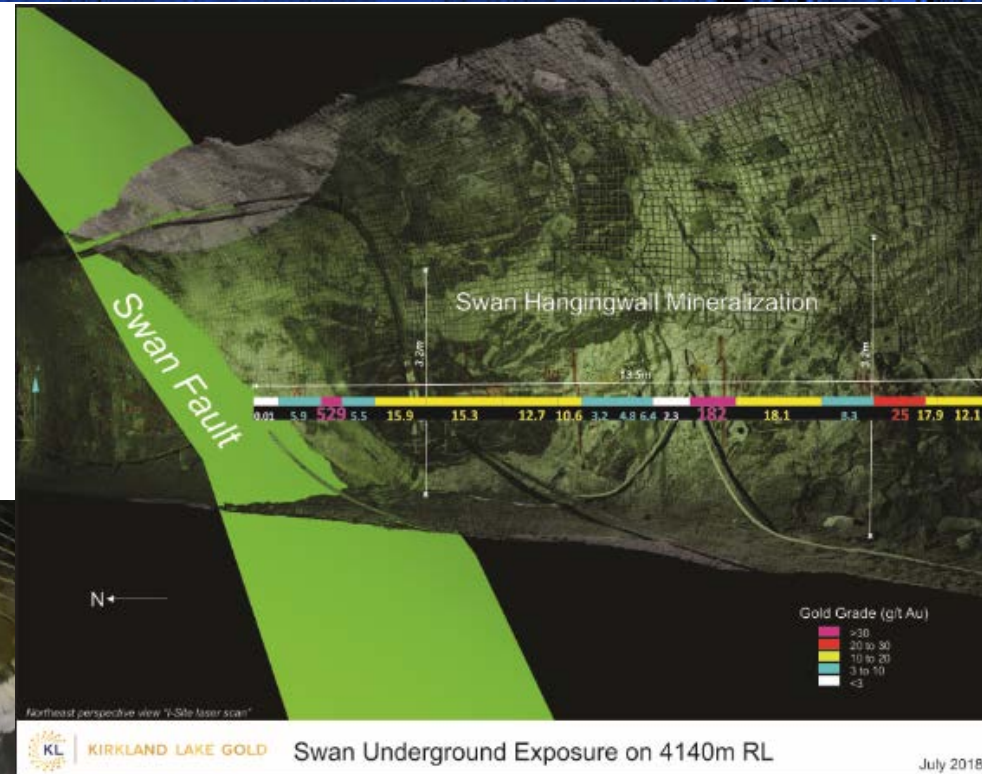 Swan Fault
Swan Hangingwall Mineralization
3.2m
13.5m
3.2m
0.01 5.9 529 5.5 15.9 15.3 12.7 10.6 3.2 4.8 6.4 2.3 182 18.1 8.3 25 17.9 12.1
N
Gold Grade (g/t Au)
>30
20 to 30
10 to 20
3 to 10
<3
Northeast perspective view "I-Site laser scan"
KL KIRKLAND LAKE GOLD Swan Underground Exposure on 4140m RL July 2018